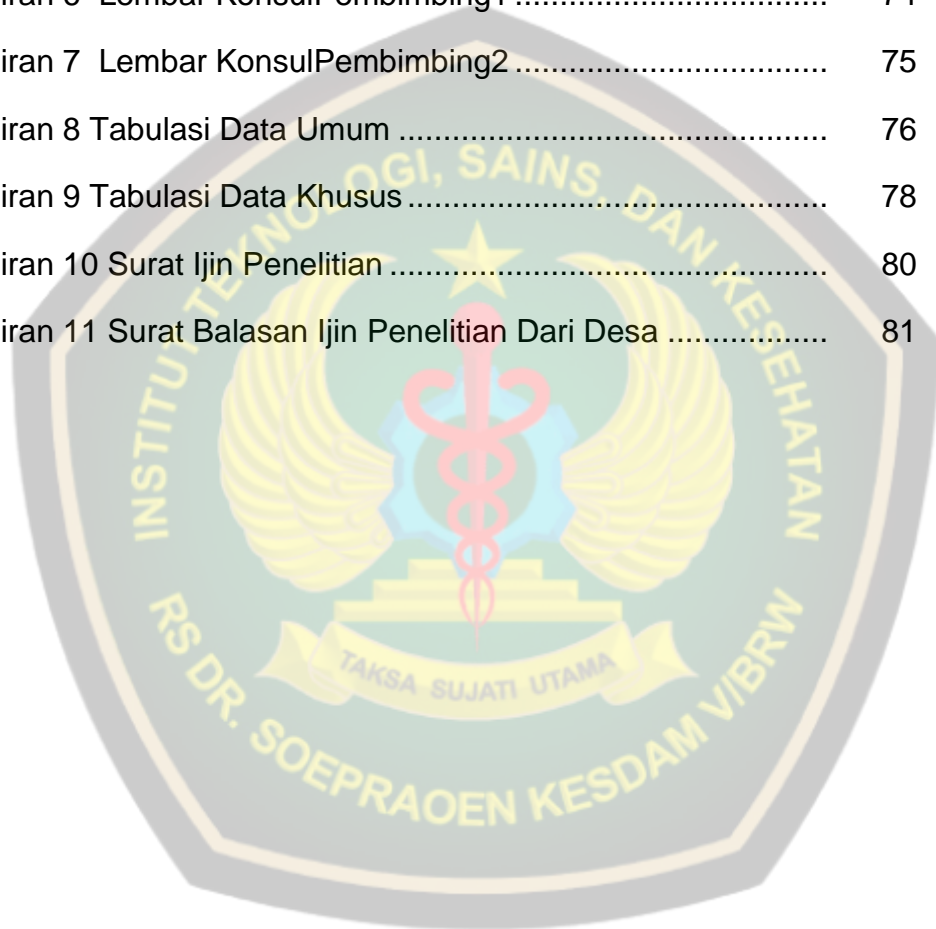 iran 7 Lembar KonsulPembimbing2 ................................. 75
iran 8 Tabulasi Data Umum ............................................. 76
iran 9 Tabulasi Data Khusus ............................................ 78
iran 10 Surat Ijin Penelitian .............................................. 80
iran 11 Surat Balasan Ijin Penelitian Dari Desa ................. 81
INSTITUT TEKNOLOGI, SAINS, DAN KESEHATAN
TAKSA SUJATI UTAMA
RS DR. SOEPRAOEN KESDAM V/BRW